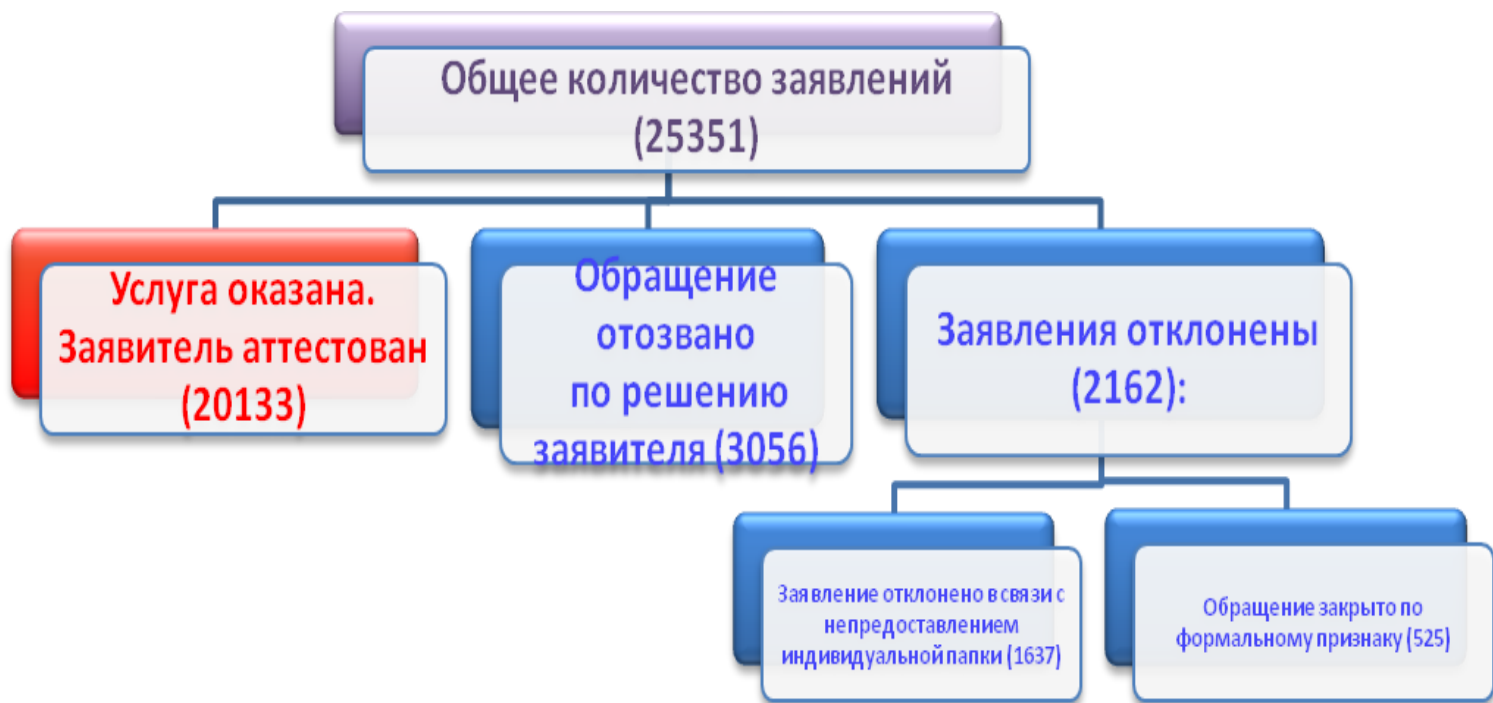 Общее количество заявлений
(25351)
Услуга оказана.
Заявитель аттестован
(20133)
Обращение
отозвано
по решению
заявителя (3056)
Заявления отклонены
(2162):
Заявление отклонено в связи с
непредоставлением
индивидуальной папки (1637)
Обращение закрыто по
формальному признаку (525)